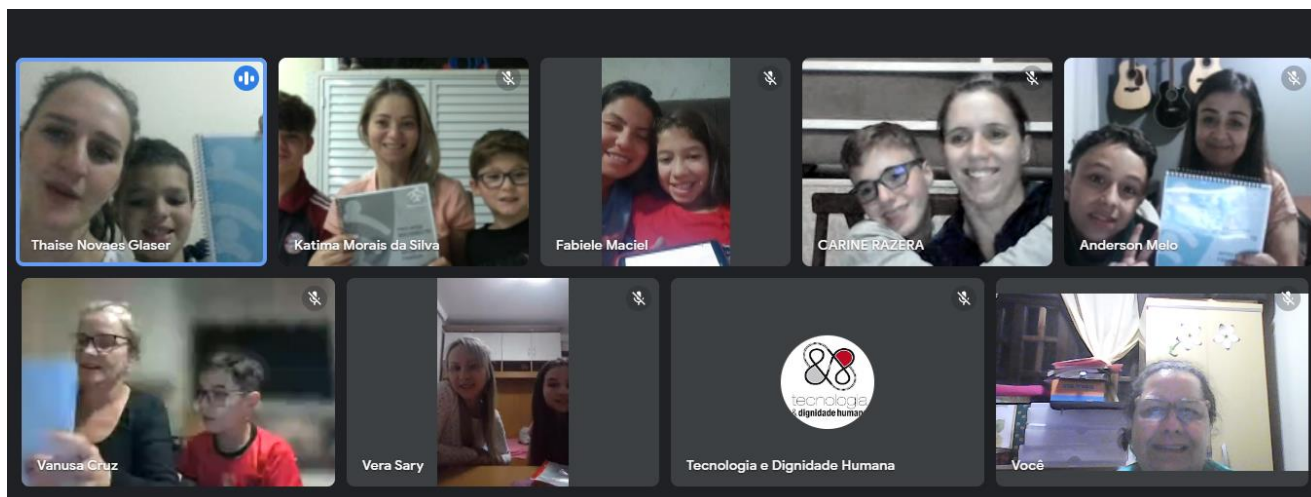 Thaise Novaes Glaser
Katima Morais da Silva
Fabiele Maciel
CARINE RAZERA
Anderson Melo
Vanusa Cruz
Vera Sary
tecnologia
& dignidade humana
Tecnologia e Dignidade Humana
Você